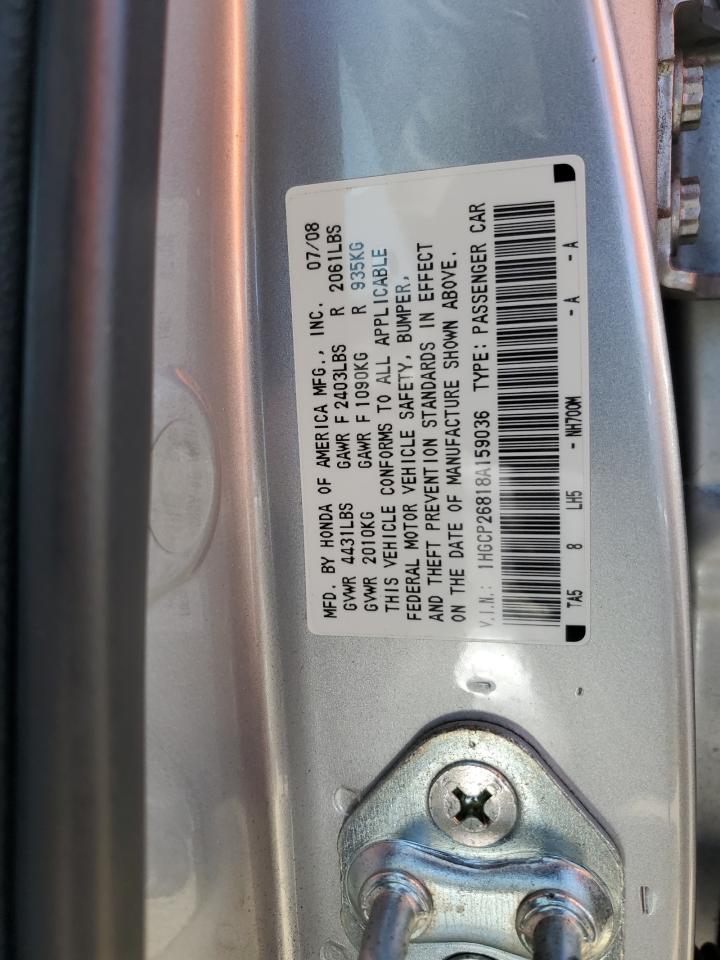 MFD. BY HONDA OF AMERICA MFG., INC. 07/08
GVWR 4431LBS GAWR F 2403LBS R 2061LBS
GVWR 2010KG GAWR F 1090KG R 935KG
THIS VEHICLE CONFORMS TO ALL APPLICABLE
FEDERAL MOTOR VEHICLE SAFETY, BUMPER,
AND THEFT PREVENTION STANDARDS IN EFFECT
ON THE DATE OF MANUFACTURE SHOWN ABOVE.
V.I.N.: 1HGCP26818A159036 TYPE: PASSENGER CAR
TA5 8 LH5 - NH700M - A - A